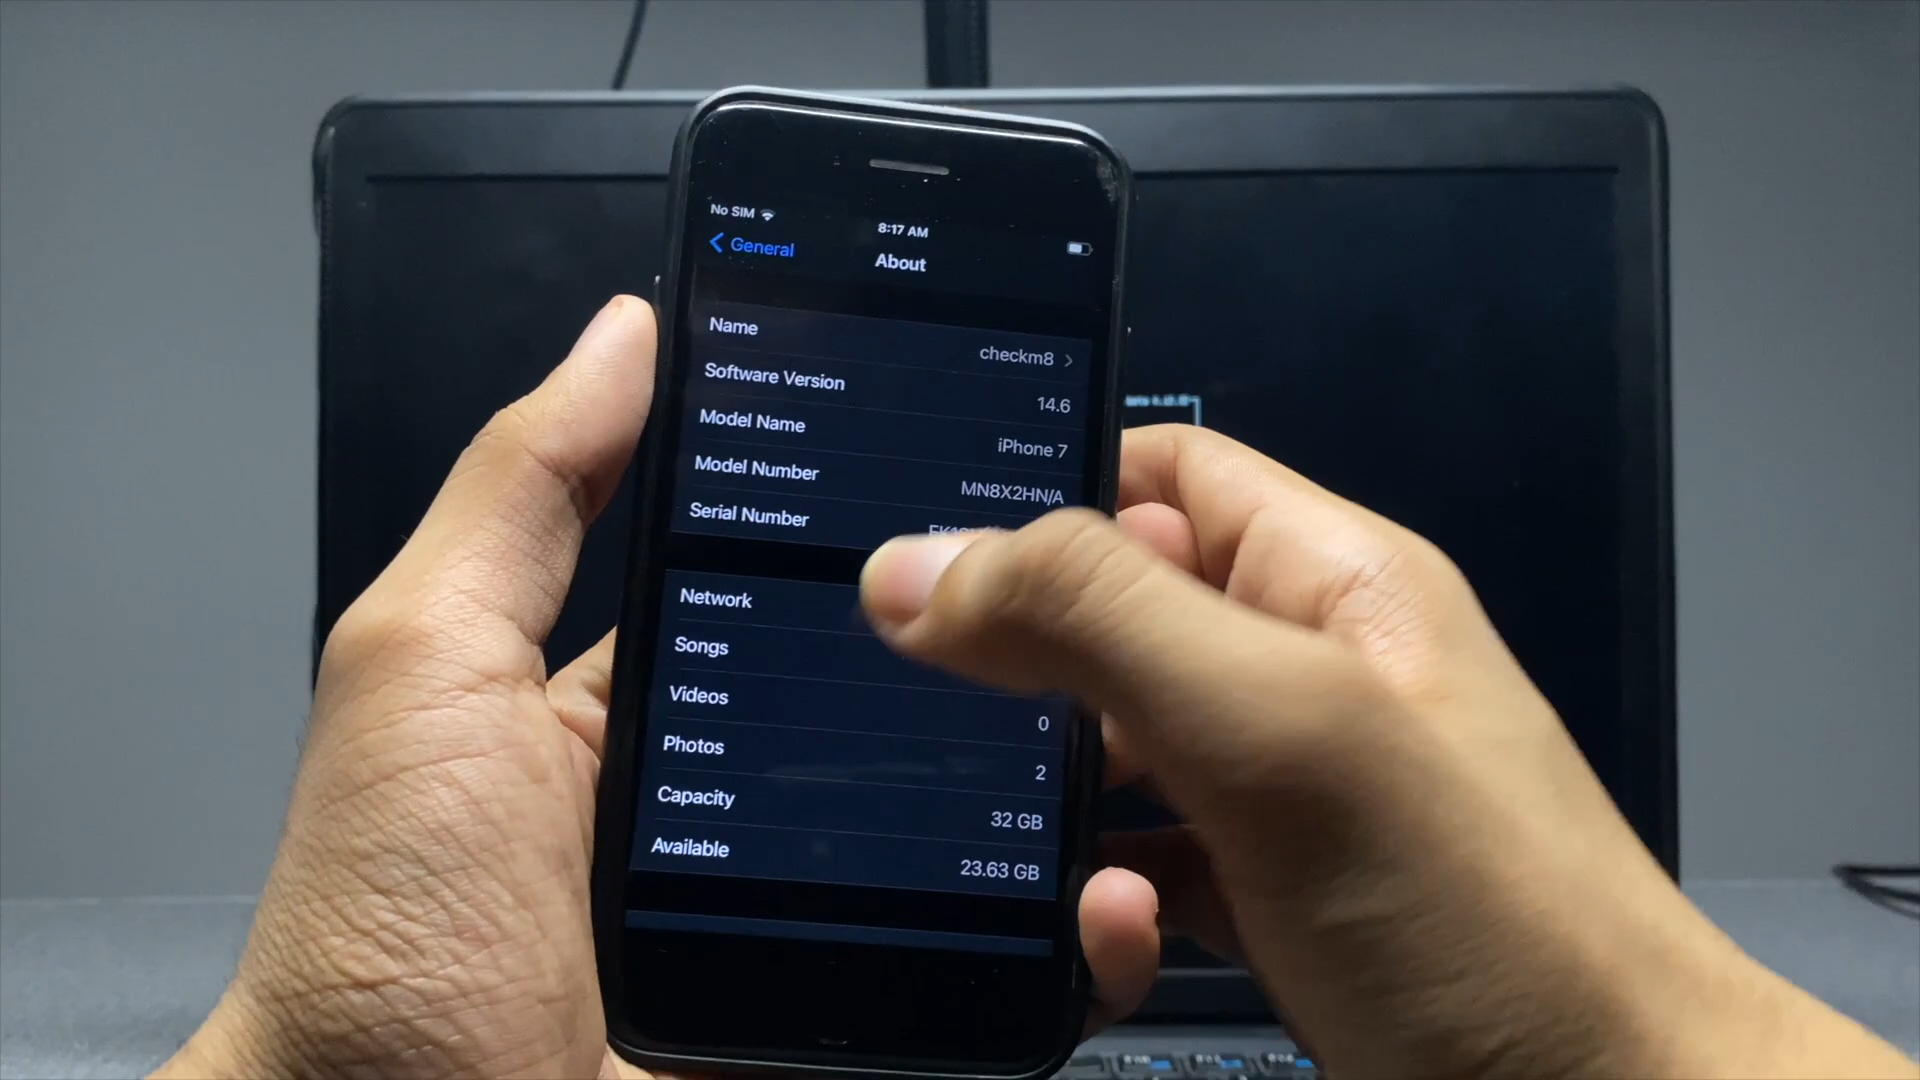 No SIM
8:17 AM
General
About
Name
checkm8
Software Version
14.6
Model Name
iPhone 7
Model Number
MN8X2HN/A
Serial Number
Network
Songs
Videos
0
Photos
2
Capacity
32 GB
Available
23.63 GB